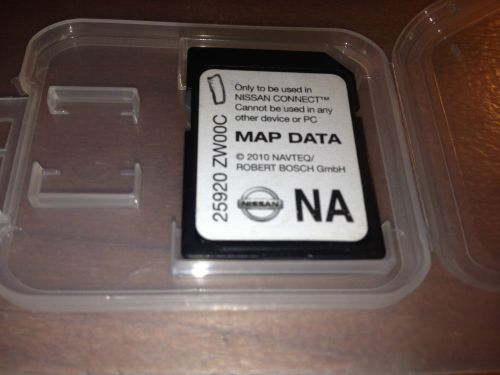 Only to be used in
NISSAN CONNECT™
Cannot be used in any
other device or PC
MAP DATA
© 2010 NAVTEQ/
ROBERT BOSCH GmbH
NISSAN
NA
25920 ZW00C